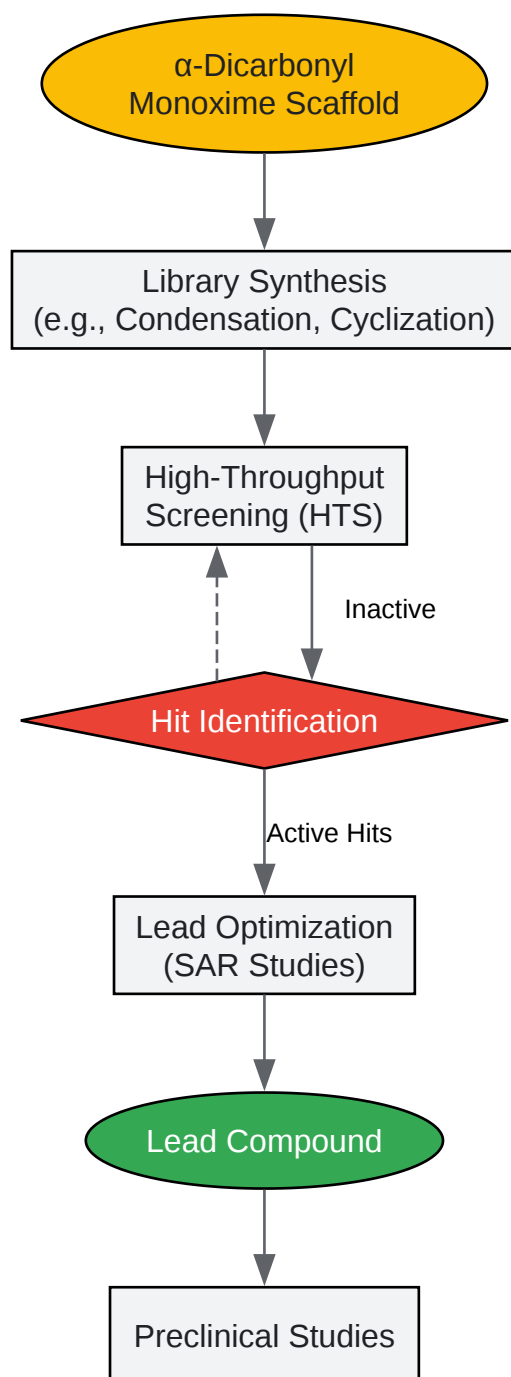 α-Dicarbonyl
Monoxime Scaffold
Library Synthesis
(e.g., Condensation, Cyclization)
High-Throughput
Screening (HTS)
Inactive
Hit Identification
Active Hits
Lead Optimization
(SAR Studies)
Lead Compound
Preclinical Studies